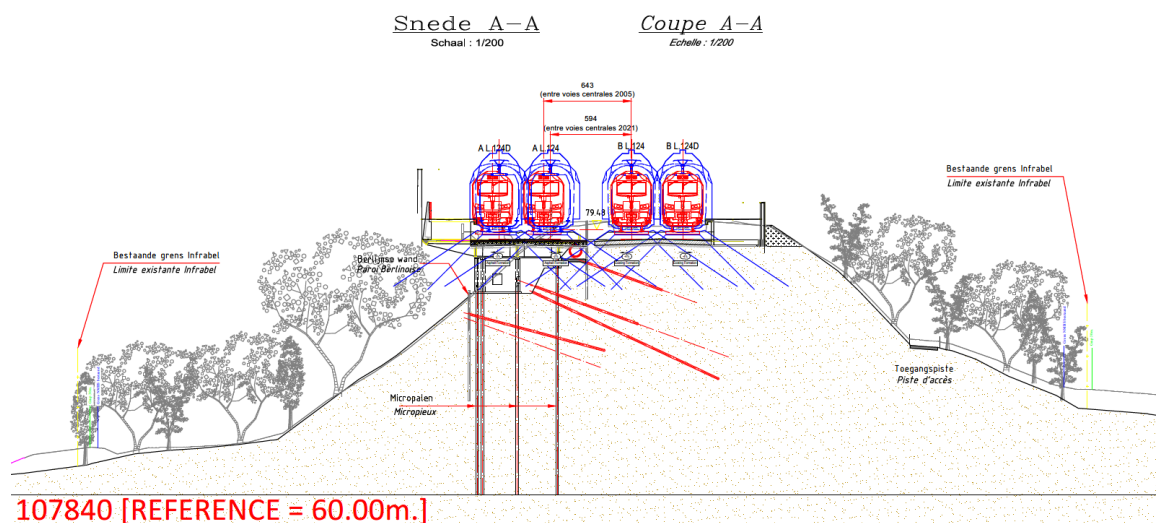 Snede A-A
Schaal : 1/200
Coupe A-A
Echelle : 1/200
643
(entre voies centrales 2005)
594
(entre voies centrales 2021)
A L.124D
A L.124
B L.124
B L.124D
79.48
Bestaande grens Infrabel
Limite existante Infrabel
Bestaande grens Infrabel
Limite existante Infrabel
Berlijnse wand
Paroi Berlinoise
Toegangspiste
Piste d'accès
Micropalen
Micropieux
107840 [REFERENCE = 60.00m.]